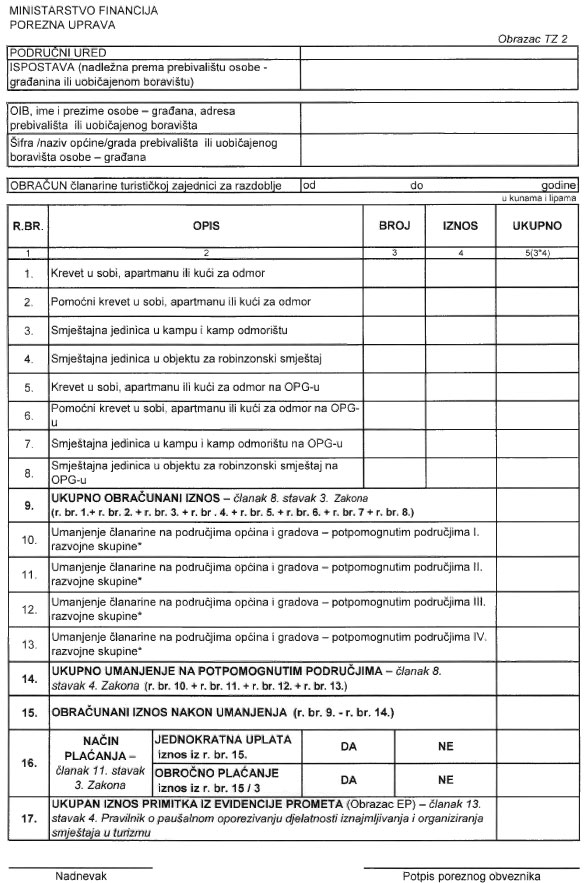 MINISTARSTVO FINANCIJA
POREZNA UPRAVA
Obrazac TZ 2
PODRUČNI URED
ISPOSTAVA (nadležna prema prebivalištu osobe -
građanina ili uobičajenom boravištu)
OIB, ime i prezime osobe – građana, adresa
prebivališta ili uobičajenog boravišta
Šifra /naziv općine/grada prebivališta ili uobičajenog
boravišta osobe – građana
OBRAČUN članarine turističkoj zajednici za razdoblje od do godine
u kunama i lipama
R.BR. OPIS BROJ IZNOS UKUPNO
1 2 3 4 5(3*4)
1. Krevet u sobi, apartmanu ili kući za odmor
2. Pomoćni krevet u sobi, apartmanu ili kući za odmor
3. Smještajna jedinica u kampu i kamp odmorištu
4. Smještajna jedinica u objektu za robinzonski smještaj
5. Krevet u sobi, apartmanu ili kući za odmor na OPG-u
6. Pomoćni krevet u sobi, apartmanu ili kući za odmor na OPG-
u
7. Smještajna jedinica u kampu i kamp odmorištu na OPG-u
8. Smještajna jedinica u objektu za robinzonski smještaj na
OPG-u
9. UKUPNO OBRAČUNANI IZNOS – članak 8. stavak 3. Zakona
(r. br. 1.+ r. br. 2. + r. br. 3. + r. br . 4. + r. br. 5. + r. br. 6. + r. br. 7 + r. br. 8.)
10. Umanjenje članarine na područjima općina i gradova – potpomognutim područjima I.
razvojne skupine*
11. Umanjenje članarine na područjima općina i gradova – potpomognutim područjima II.
razvojne skupine*
12. Umanjenje članarine na područjima općina i gradova – potpomognutim područjima III.
razvojne skupine*
13. Umanjenje članarine na područjima općina i gradova – potpomognutim područjima IV.
razvojne skupine*
14. UKUPNO UMANJENJE NA POTPOMOGNUTIM PODRUČJIMA – članak 8.
stavak 4. Zakona (r. br. 10. + r. br. 11. + r. br. 12. + r. br. 13.)
15. OBRAČUNANI IZNOS NAKON UMANJENJA (r. br. 9. - r. br. 14.)
16. NAČIN
PLAĆANJA –
članak 11. stavak
3. Zakona
JEDNOKRATNA UPLATA
iznos iz r. br. 15.
DA NE
OBROČNO PLAĆANJE
iznos iz r. br. 15 / 3
DA NE
17. UKUPAN IZNOS PRIMITKA IZ EVIDENCIJE PROMETA (Obrazac EP) – članak 13.
stavak 4. Pravilnik o paušalnom oporezivanju djelatnosti iznajmljivanja i organiziranja
smještaja u turizmu
Nadnevak Potpis poreznog obveznika